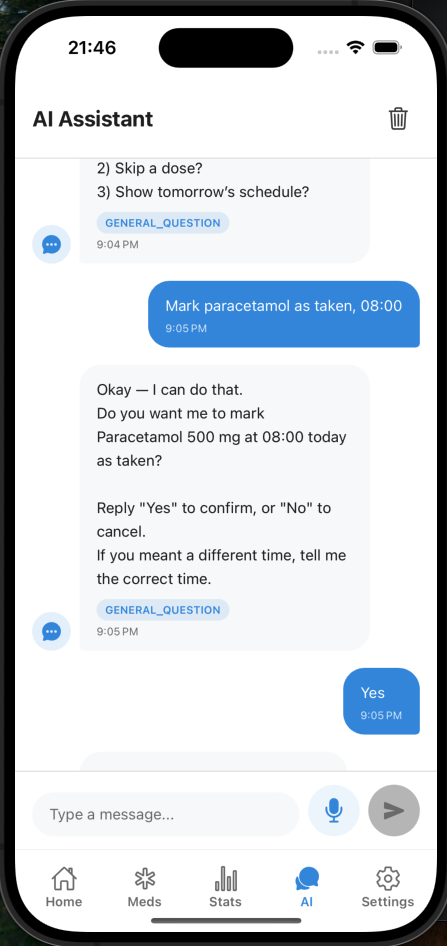 21:46
AI Assistant
2) Skip a dose?
3) Show tomorrow’s schedule?
GENERAL_QUESTION
9:04 PM
Mark paracetamol as taken, 08:00
9:05 PM
Okay — I can do that.
Do you want me to mark
Paracetamol 500 mg at 08:00 today
as taken?
Reply "Yes" to confirm, or "No" to
cancel.
If you meant a different time, tell me
the correct time.
GENERAL_QUESTION
9:05 PM
Yes
9:05 PM
Type a message...
Home
Meds
Stats
AI
Settings